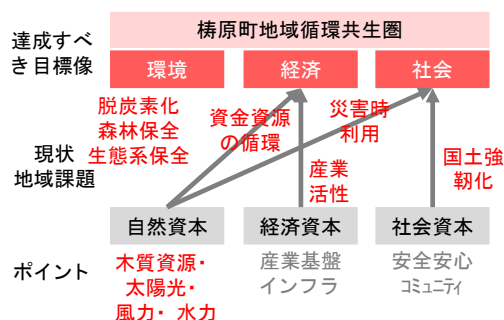 達成すべ
き目標像
梼原町地域循環共生圏
環境
経済
社会
脱炭素化
森林保全
生態系保全
資金資源
の循環
災害時
利用
現状
地域課題
産業
活性
国土強
靭化
自然資本
経済資本
社会資本
ポイント
木質資源・
太陽光・
風力・水力
産業基盤
インフラ
安全安心
コミュニティ